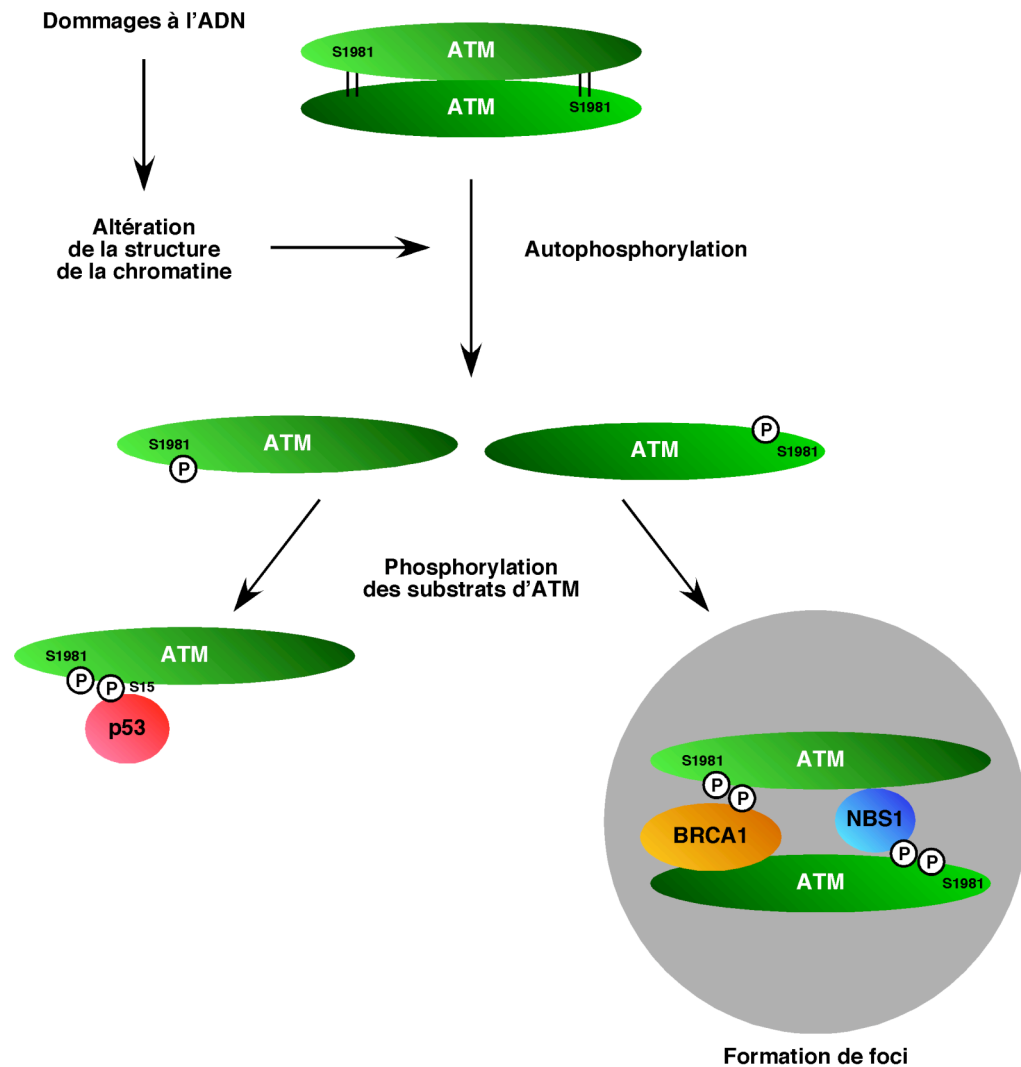 Dommages à l'ADN
S1981
ATM
ATM
S1981
Altération
de la structure
de la chromatine
Autophosphorylation
S1981
P
ATM
P
ATM
S1981
Phosphorylation
des substrats d'ATM
S1981
ATM
P
P
S15
p53
S1981
ATM
P
P
BRCA1
NBS1
P
P
ATM
S1981
Formation de foci